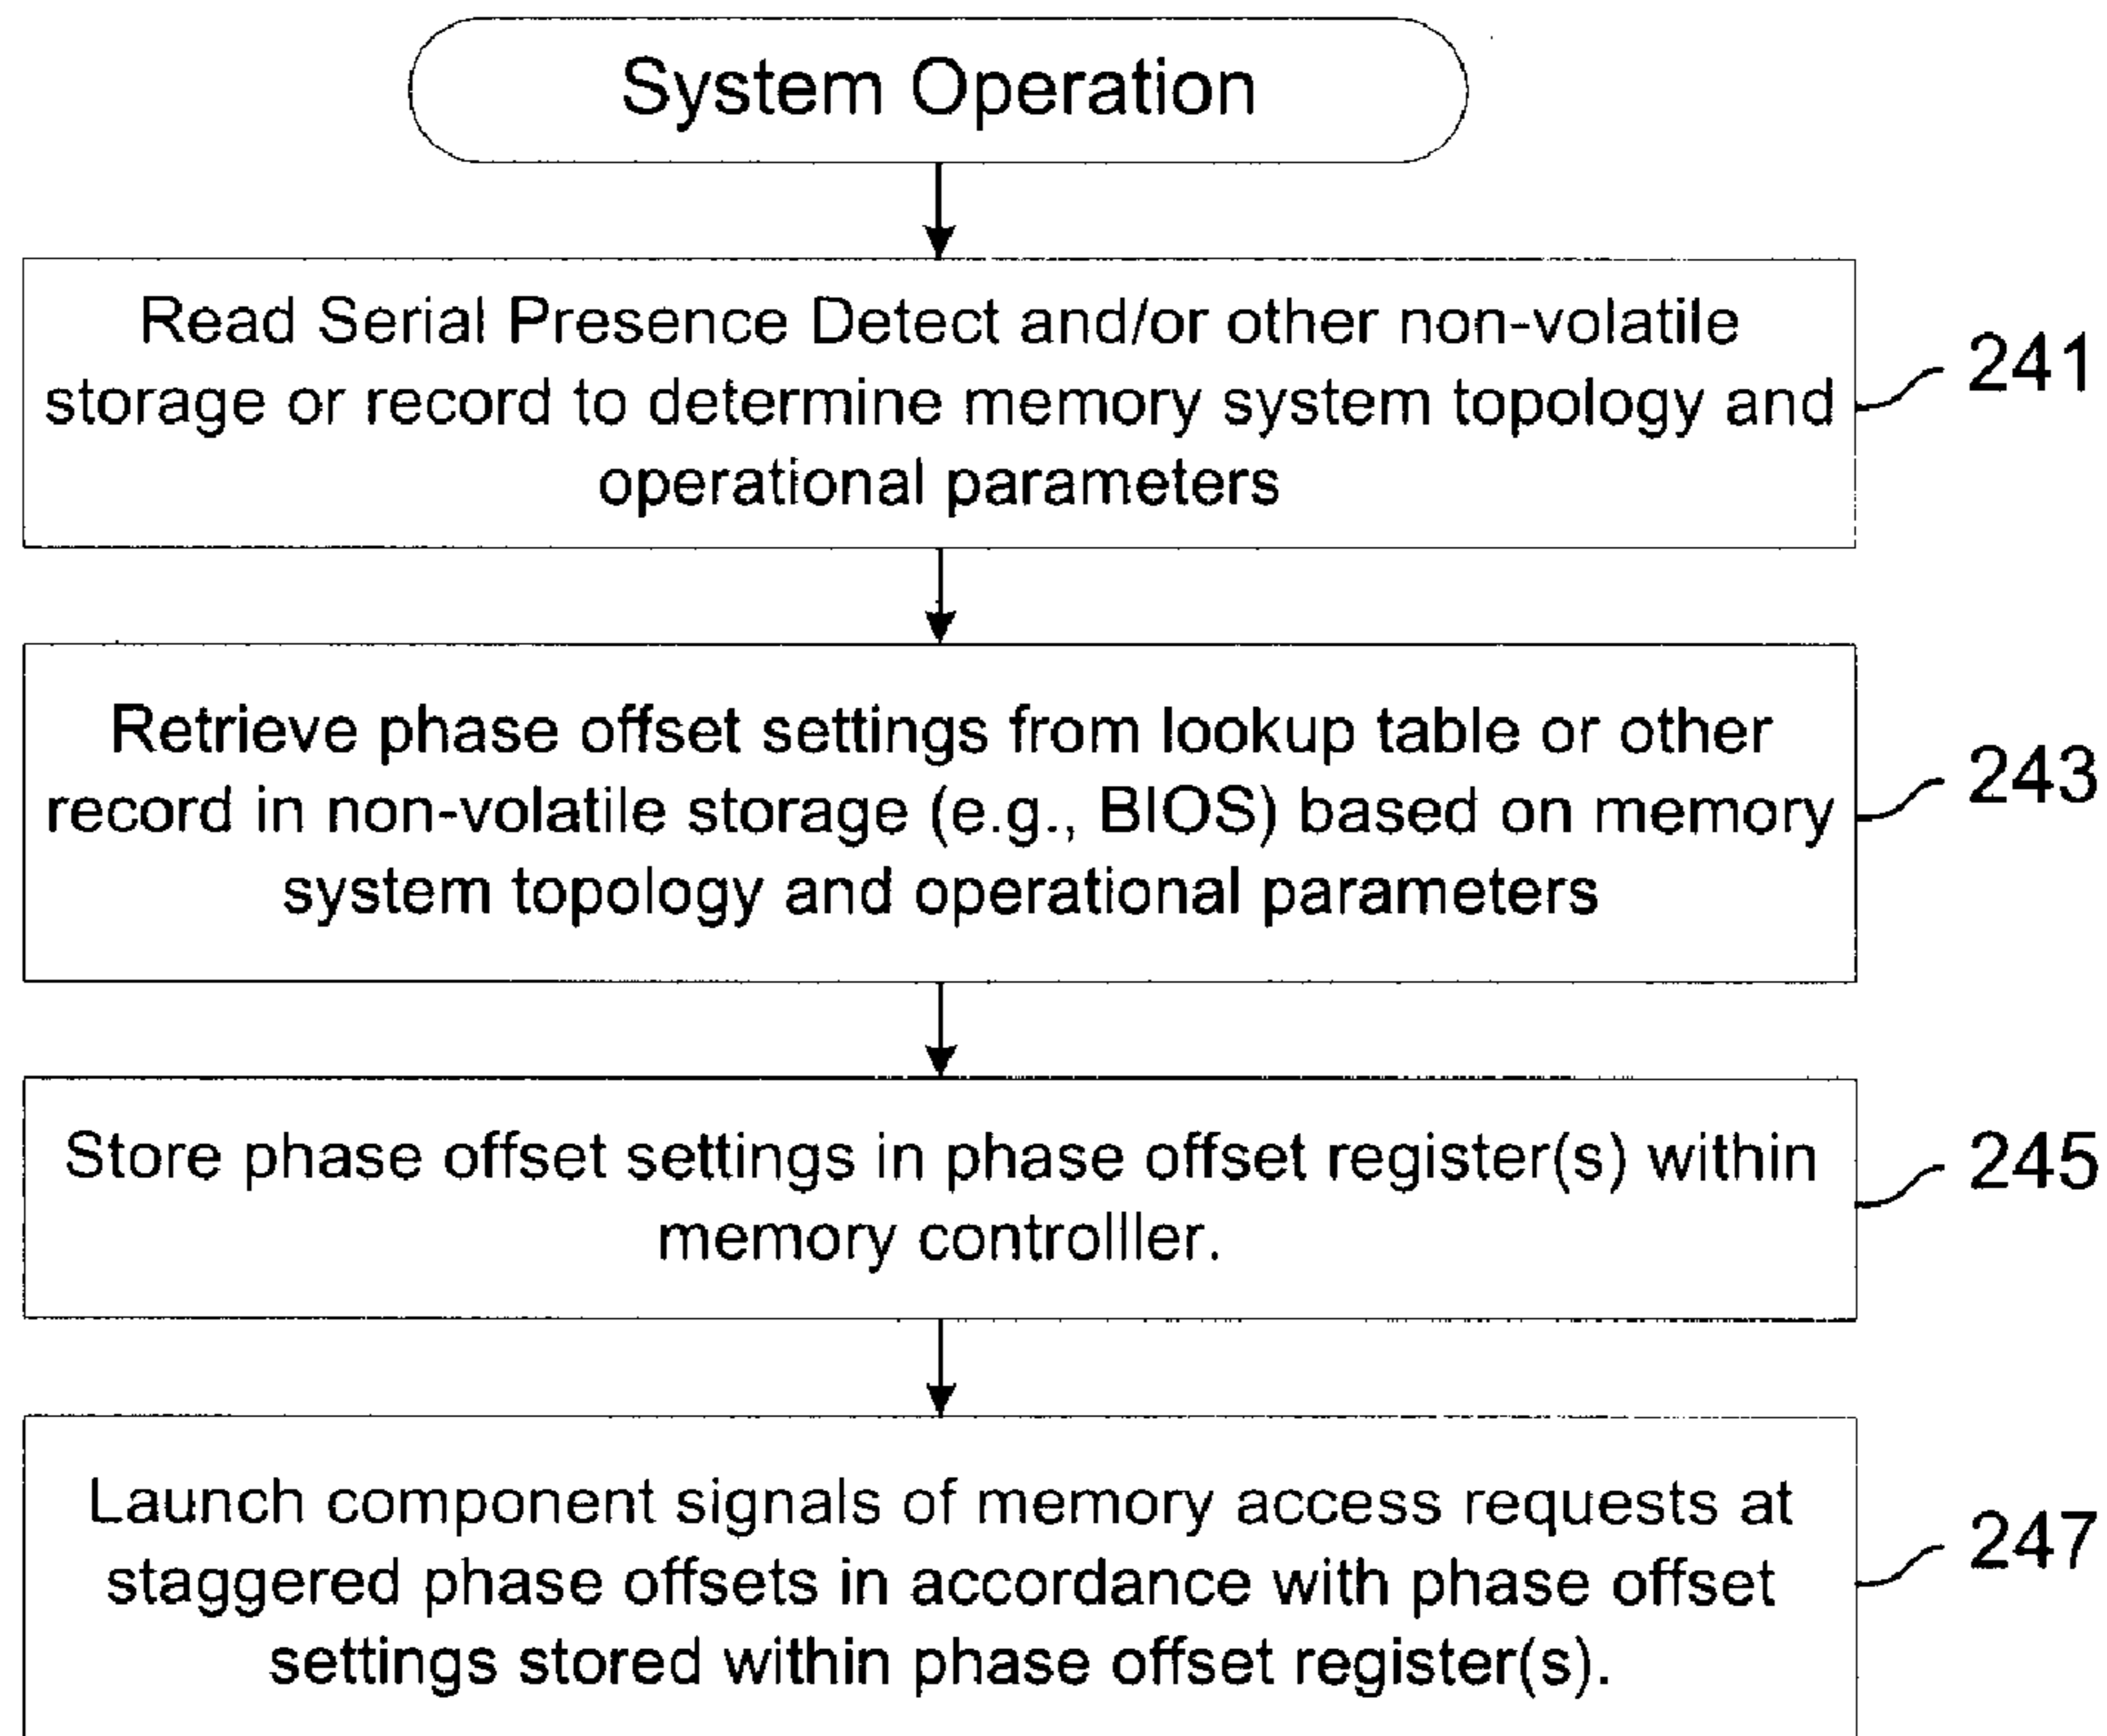 System Operation
Read Serial Presence Detect and/or other non-volatile
storage or record to determine memory system topology and
operational parameters
241
Retrieve phase offset settings from lookup table or other
record in non-volatile storage (e.g., BIOS) based on memory
system topology and operational parameters
243
Store phase offset settings in phase offset register(s) within
memory controlller.
245
Launch component signals of memory access requests at
staggered phase offsets in accordance with phase offset
settings stored within phase offset register(s).
247